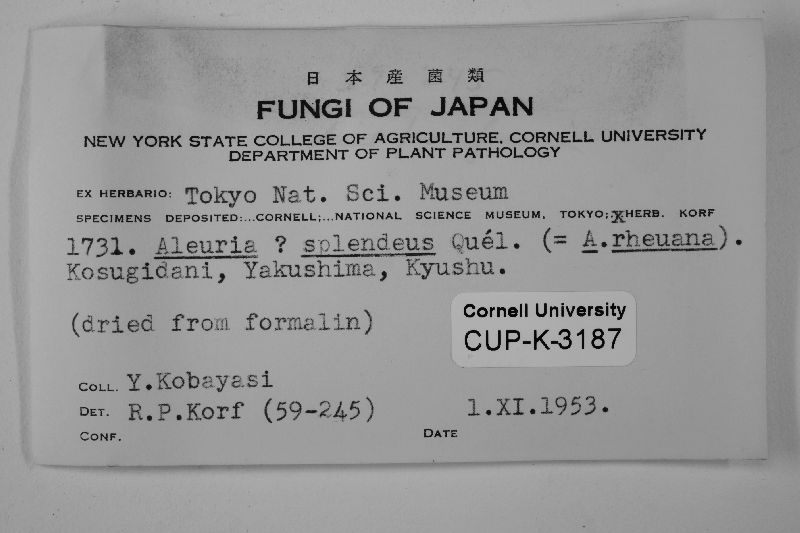 日本産菌類
FUNGI OF JAPAN
NEW YORK STATE COLLEGE OF AGRICULTURE, CORNELL UNIVERSITY
DEPARTMENT OF PLANT PATHOLOGY
EX HERBARIO: Tokyo Nat. Sci. Museum
SPECIMENS DEPOSITED:...CORNELL;...NATIONAL SCIENCE MUSEUM, TOKYO;.XHERB. KORF
1731. Aleuria ? splendeus Quél. (= A.rheuana).
Kosugidani, Yakushima, Kyushu.
(dried from formalin)
Cornell University
CUP-K-3187
COLL. Y.Kobayasi
DET. R.P.Korf (59-245) 1.XI.1953.
CONF. DATE